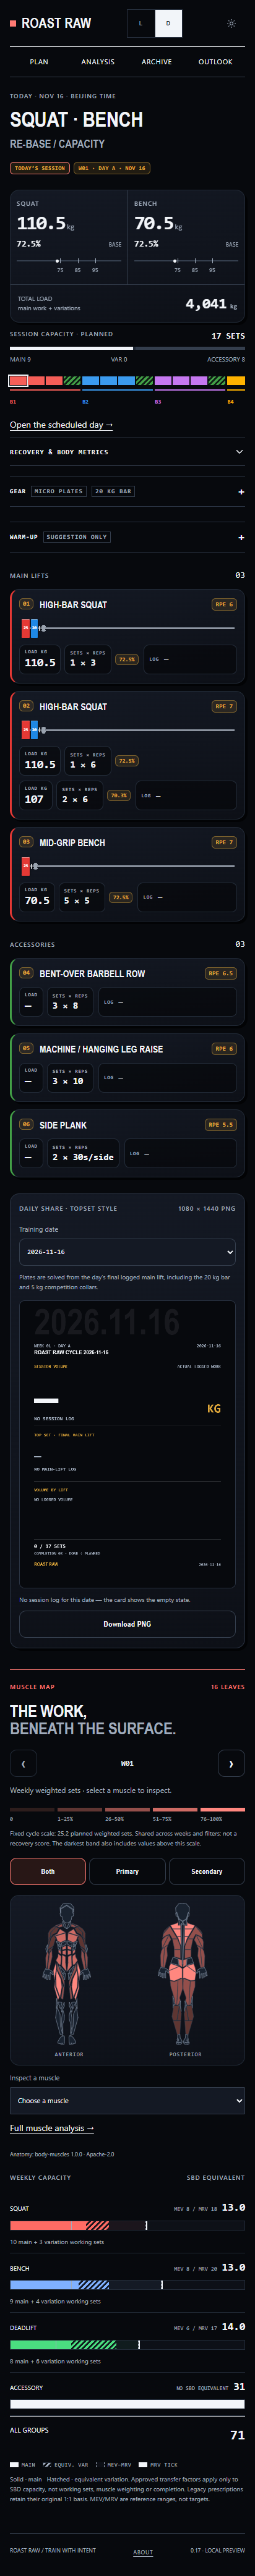 ROAST RAW
L D
PLAN ANALYSIS ARCHIVE OUTLOOK
TODAY · NOV 16 · BEIJING TIME
SQUAT · BENCH
RE-BASE / CAPACITY
TODAY'S SESSION W01 · DAY A · NOV 16
SQUAT BENCH
110.5kg 70.5kg
72.5% BASE 72.5% BASE
75 85 95 75 85 95
TOTAL LOAD
main work + variations
4,041 kg
SESSION CAPACITY · PLANNED 17 SETS
MAIN 9 VAR 0 ACCESSORY 8
B1 B2 B3 B4
Open the scheduled day →
RECOVERY & BODY METRICS
GEAR MICRO PLATES 20 KG BAR +
WARM-UP SUGGESTION ONLY +
MAIN LIFTS 03
01 HIGH-BAR SQUAT RPE 6
LOAD KG SETS × REPS
110.5 1 × 3 72.5% LOG —
02 HIGH-BAR SQUAT RPE 7
LOAD KG SETS × REPS
110.5 1 × 6 72.5%
LOAD KG SETS × REPS
107 2 × 6 70.3% LOG —
03 MID-GRIP BENCH RPE 7
LOAD KG SETS × REPS
70.5 5 × 5 72.5% LOG —
ACCESSORIES 03
04 BENT-OVER BARBELL ROW RPE 6.5
LOAD SETS × REPS
— 3 × 8 LOG —
05 MACHINE / HANGING LEG RAISE RPE 6
LOAD SETS × REPS
— 3 × 10 LOG —
06 SIDE PLANK RPE 5.5
LOAD SETS × REPS
— 2 × 30s/side LOG —
DAILY SHARE · TOPSET STYLE 1080 × 1440 PNG
Training date
2026-11-16
Plates are solved from the day's final logged main lift, including the 20 kg bar
and 5 kg competition collars.
2026.11.16
WEEK 01 · DAY A 2026-11-16
ROAST RAW CYCLE 2026-11-16
SESSION VOLUME ACTUAL LOGGED WORK
KG
NO SESSION LOG
TOP SET · FINAL MAIN LIFT
—
NO MAIN-LIFT LOG
VOLUME BY LIFT
NO LOGGED VOLUME
0 / 17 SETS
COMPLETION 0% · DONE / PLANNED
ROAST RAW 2026-11-16
No session log for this date — the card shows the empty state.
Download PNG
MUSCLE MAP 16 LEAVES
THE WORK,
BENEATH THE SURFACE.
‹ W01 ›
Weekly weighted sets · select a muscle to inspect.
0 1–25% 26–50% 51–75% 76–100%
Fixed cycle scale: 25.2 planned weighted sets. Shared across weeks and filters; not a
recovery score. The darkest band also includes values above this scale.
Both Primary Secondary
ANTERIOR POSTERIOR
Inspect a muscle
Choose a muscle
Full muscle analysis →
Anatomy: body-muscles 1.0.0 · Apache-2.0
WEEKLY CAPACITY SBD EQUIVALENT
SQUAT MEV 8 / MRV 18 13.0
10 main + 3 variation working sets
BENCH MEV 8 / MRV 20 13.0
9 main + 4 variation working sets
DEADLIFT MEV 6 / MRV 17 14.0
8 main + 6 variation working sets
ACCESSORY NO SBD EQUIVALENT 31
ALL GROUPS 71
MAIN EQUIV. VAR MEV–MRV MRV TICK
Solid · main Hatched · equivalent variation. Approved transfer factors apply only to
SBD capacity, not working sets, muscle weighting or completion. Legacy prescriptions
retain their original 1:1 basis. MEV/MRV are reference ranges, not targets.
ROAST RAW / TRAIN WITH INTENT ABOUT 0.17 · LOCAL PREVIEW